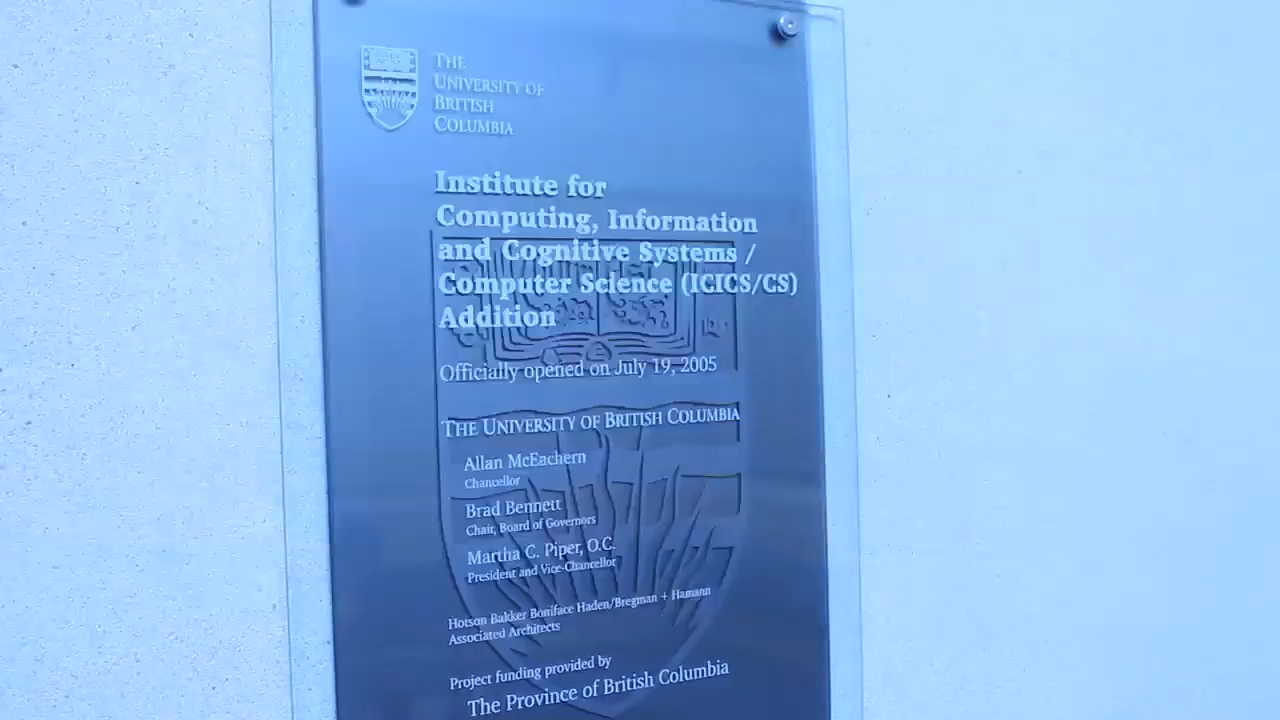 THE
UNIVERSITY OF
BRITISH
COLUMBIA
Institute for
Computing, Information
and Cognitive Systems /
Computer Science (ICICS/CS)
Addition
Officially opened on July 19, 2005
THE UNIVERSITY OF BRITISH COLUMBIA
Allan McEachern
Chancellor
Brad Bennett
Chair, Board of Governors
Martha C. Piper, O.C.
President and Vice-Chancellor
Hotson Bakker Boniface Haden/Bregman + Hamann
Associated Architects
Project funding provided by
The Province of British Columbia